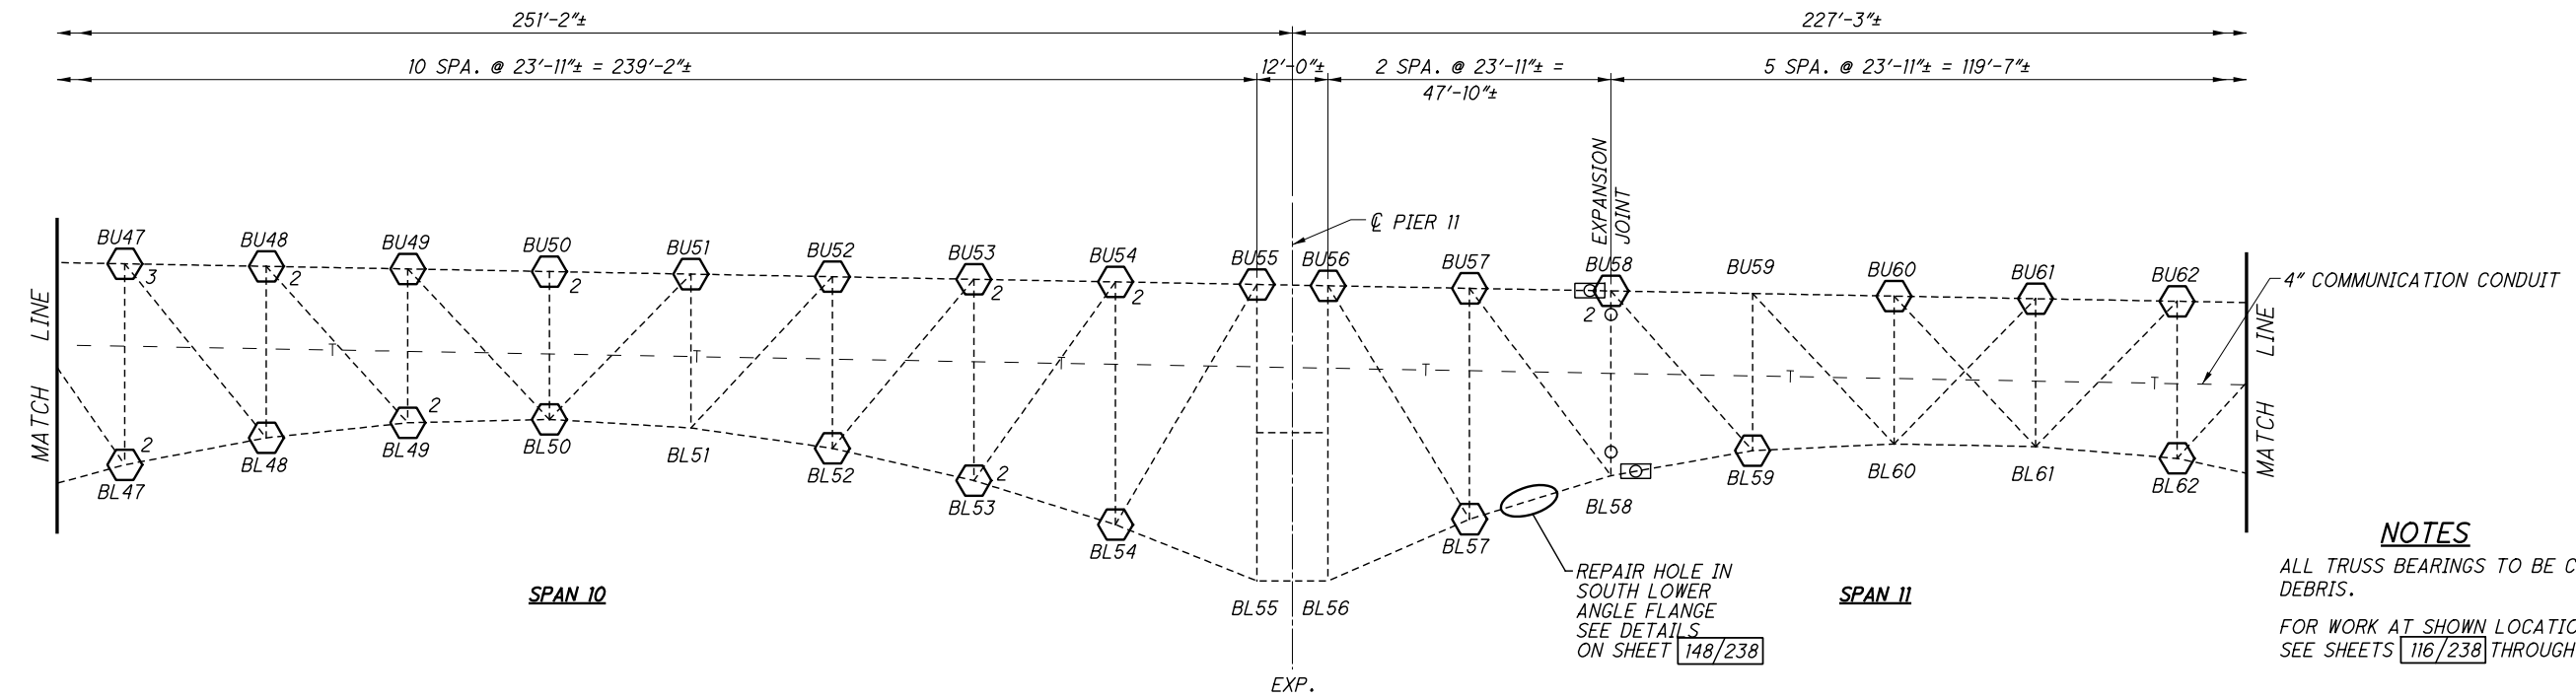 251'-2"±
227'-3"±
10 SPA. @ 23'-11"± = 239'-2"±
12'-0"±
2 SPA. @ 23'-11"± =
47'-10"±
5 SPA. @ 23'-11"± = 119'-7"±
EXPANSION
JOINT
℄ PIER 11
BU47
BU48
BU49
BU50
BU51
BU52
BU53
BU54
BU55
BU56
BU57
BU58
BU59
BU60
BU61
BU62
3
2
2
2
2
2
4" COMMUNICATION CONDUIT
MATCH LINE
MATCH LINE
T
T
T
T
T
T
2
2
2
BL47
BL48
BL49
BL50
BL51
BL52
BL53
BL54
BL55
BL56
BL57
BL58
BL59
BL60
BL61
BL62
REPAIR HOLE IN
SOUTH LOWER
ANGLE FLANGE
SEE DETAILS
ON SHEET 148/238
SPAN 10
SPAN 11
EXP.
NOTES
ALL TRUSS BEARINGS TO BE C
DEBRIS.
FOR WORK AT SHOWN LOCATIO
SEE SHEETS 116/238 THROUGH